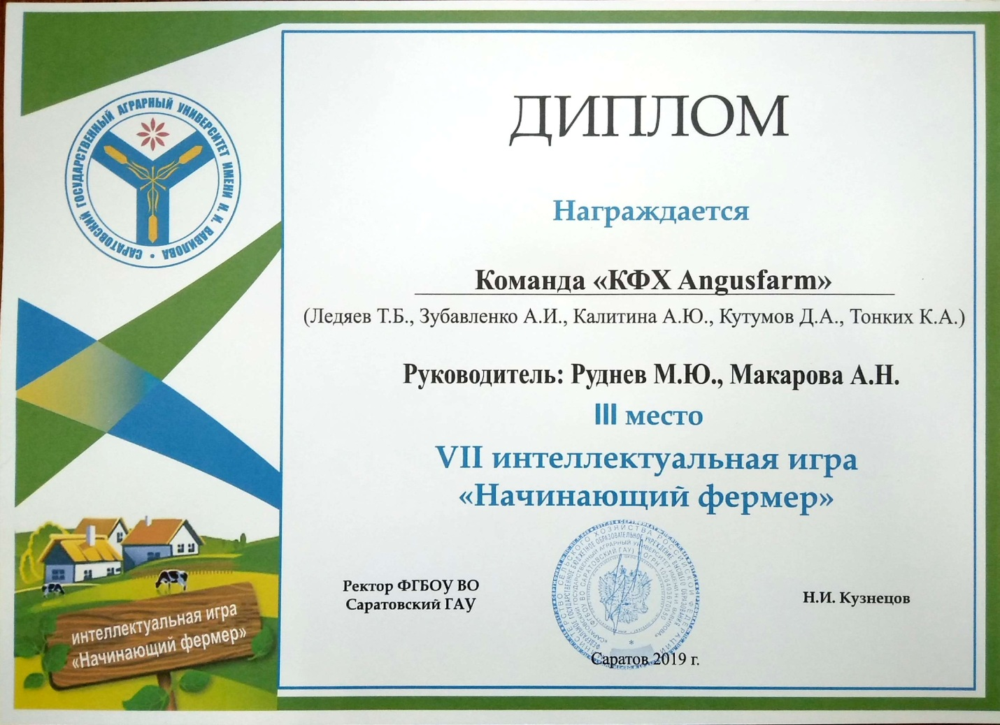 САРАТОВСКИЙ ГОСУДАРСТВЕННЫЙ АГРАРНЫЙ УНИВЕРСИТЕТ ИМЕНИ Н. И. ВАВИЛОВА •
ДИПЛОМ
Награждается
Команда «КФХ Angusfarm»
(Ледяев Т.Б., Зубавленко А.И., Калитина А.Ю., Кутумов Д.А., Тонких К.А.)
Руководитель: Руднев М.Ю., Макарова А.Н.
III место
VII интеллектуальная игра
«Начинающий фермер»
Ректор ФГБОУ ВО
Саратовский ГАУ
Н.И. Кузнецов
Саратов 2019 г.
интеллектуальная игра
«Начинающий фермер»